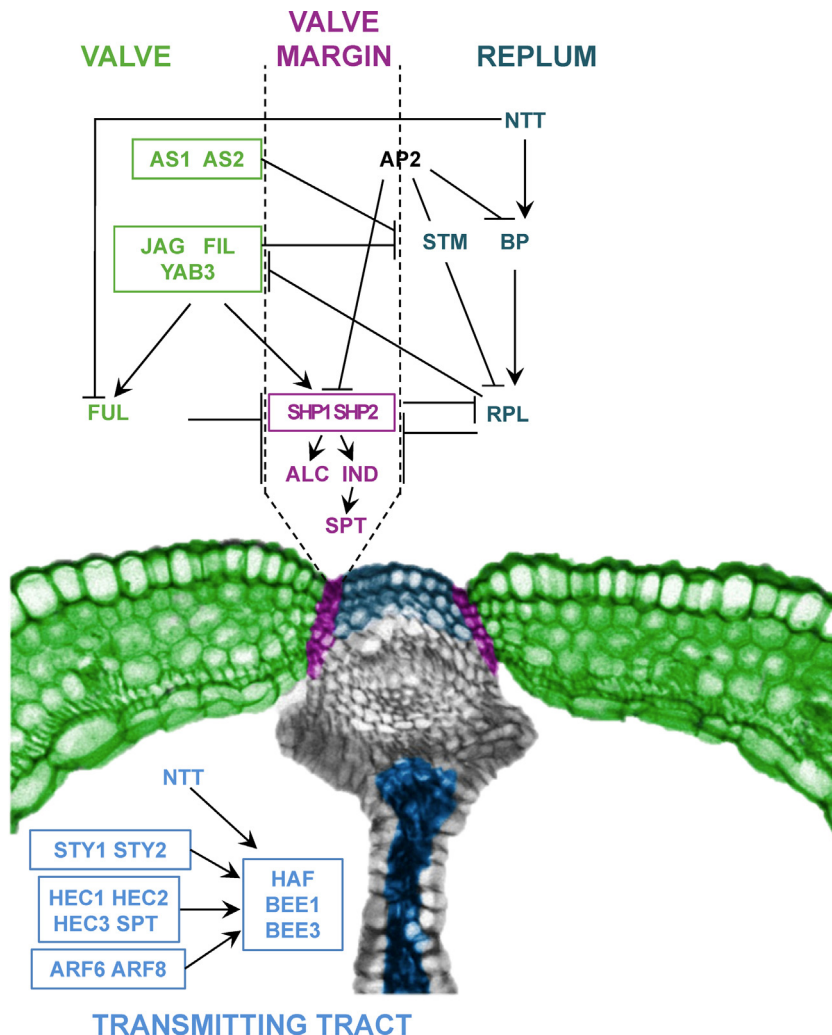 VALVE
VALVE
MARGIN
REPLUM
NTT
AS1 AS2
AP2
JAG FIL
YAB3
STM
BP
FUL
SHP1 SHP2
RPL
ALC IND
SPT
NTT
STY1 STY2
HEC1 HEC2
HEC3 SPT
ARF6 ARF8
HAF
BEE1
BEE3
TRANSMITTING TRACT